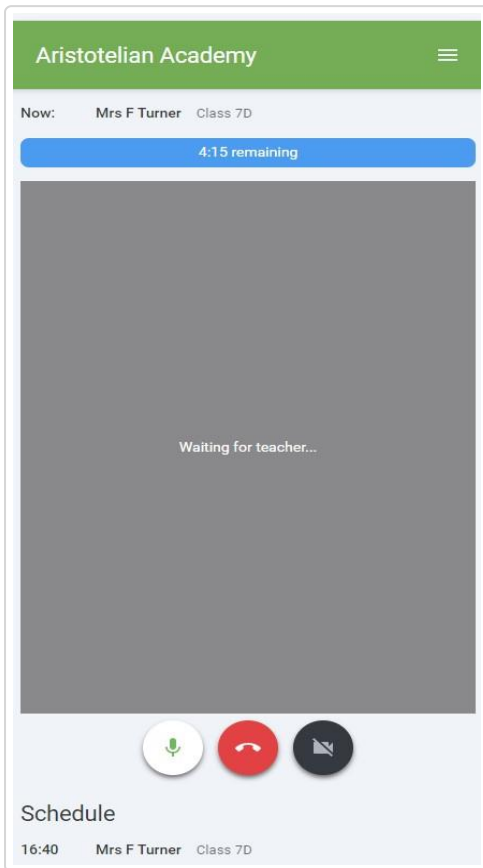 Aristotelian Academy
Now: Mrs F Turner Class 7D
4:15 remaining
Waiting for teacher...
Schedule
16:40 Mrs F Turner Class 7D